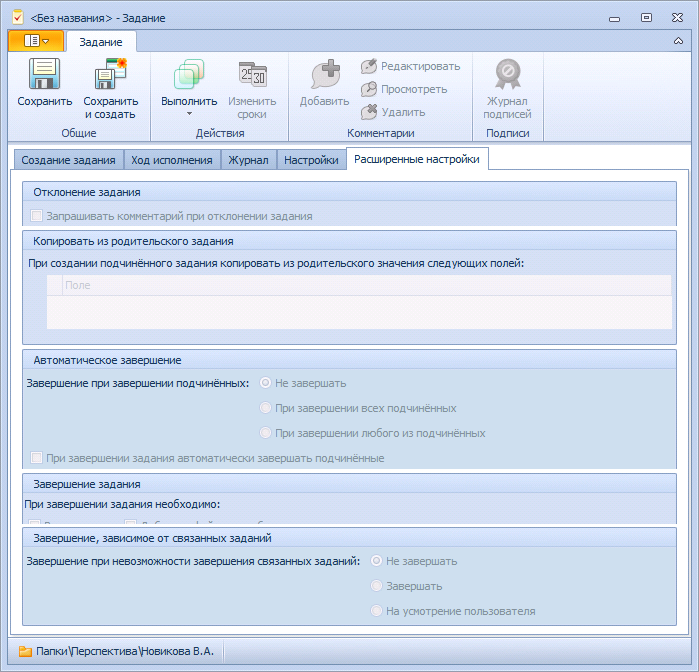 <Без названия> - Задание
Задание
Сохранить
Сохранить
и создать
Общие
Выполнить
Изменить
сроки
Действия
Добавить
Редактировать
Просмотреть
Удалить
Комментарии
Журнал
подписей
Подписи
Создание задания
Ход исполнения
Журнал
Настройки
Расширенные настройки
Отклонение задания
Запрашивать комментарий при отклонении задания
Копировать из родительского задания
При создании подчинённого задания копировать из родительского значения следующих полей:
Поле
Автоматическое завершение
Завершение при завершении подчинённых:
Не завершать
При завершении всех подчинённых
При завершении любого из подчинённых
При завершении задания автоматически завершать подчинённые
Завершение задания
При завершении задания необходимо:
Завершение, зависимое от связанных заданий
Завершение при невозможности завершения связанных заданий:
Не завершать
Завершать
На усмотрение пользователя
Папки\Перспектива\Новикова В.А.